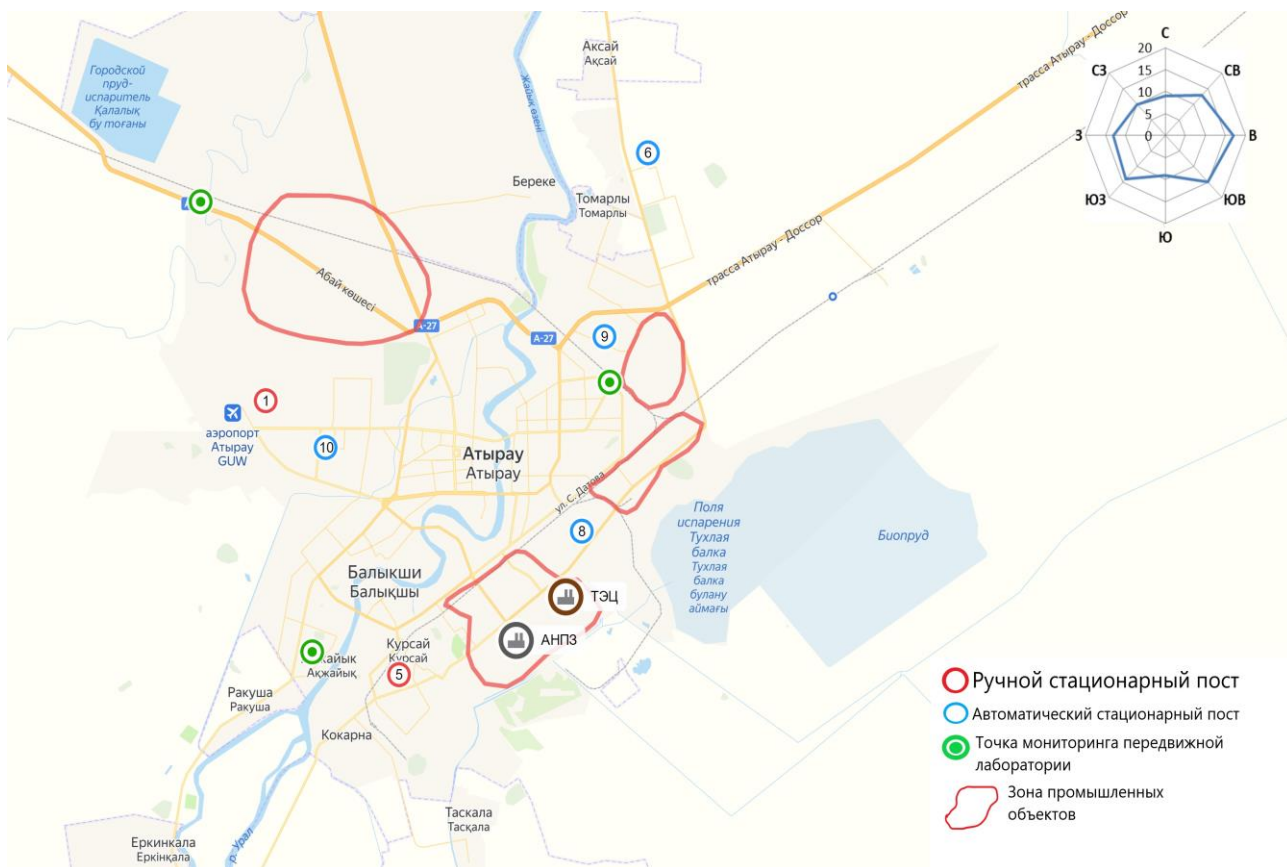 Городской
пруд-
испаритель
Қалалық
бу тоғаны
Аксай
Ақсай
Жайық өзені
трасса Атырау - Доссор
С
20
15
10
5
0
СЗ
СВ
З
В
ЮЗ
ЮВ
Ю
6
Береке
Томарлы
Томарлы
трасса Атырау - Доссор
Абай көшесі
А-27
А-27
9
1
аэропорт
Атырау
GUW
10
Атырау
Атырау
ул. С. Датова
8
Поля
испарения
Тухлая
балка
Тухлая
балка
булану
аймағы
Биопруд
Балыкши
Балықшы
ТЭЦ
АНПЗ
Курсай
Құрсай
5
Ақжайық
Ракуша
Ракуша
Кокарна
Таскала
Тасқала
Еркинкала
Еркінқала
р. Урал
Ручной стационарный пост
Автоматический стационарный пост
Точка мониторинга передвижной
лаборатории
Зона промышленных
объектов